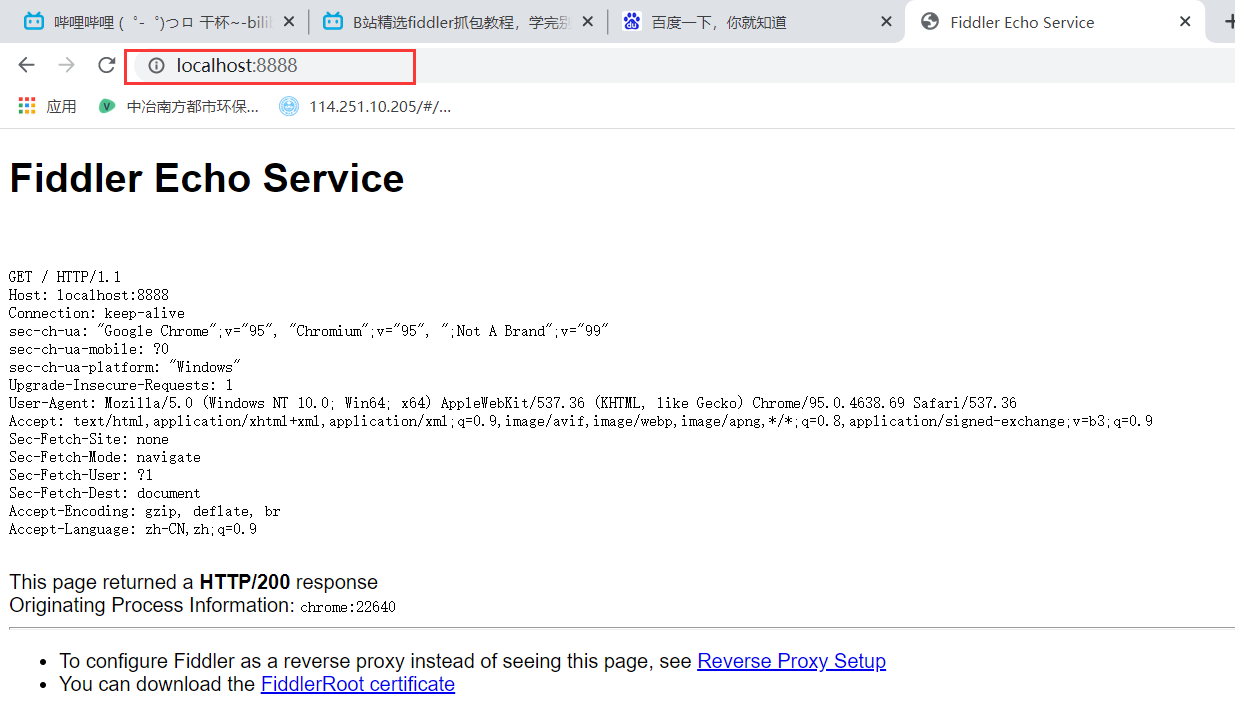 哔哩哔哩 (゜-゜)つロ 干杯~-bili
B站精选fiddler抓包教程，学完别
百度一下，你就知道
Fiddler Echo Service
localhost:8888
应用
中冶南方都市环保...
114.251.10.205/#/...
Fiddler Echo Service
GET / HTTP/1.1
Host: localhost:8888
Connection: keep-alive
sec-ch-ua: "Google Chrome";v="95", "Chromium";v="95", ";Not A Brand";v="99"
sec-ch-ua-mobile: ?0
sec-ch-ua-platform: "Windows"
Upgrade-Insecure-Requests: 1
User-Agent: Mozilla/5.0 (Windows NT 10.0; Win64; x64) AppleWebKit/537.36 (KHTML, like Gecko) Chrome/95.0.4638.69 Safari/537.36
Accept: text/html,application/xhtml+xml,application/xml;q=0.9,image/avif,image/webp,image/apng,*/*;q=0.8,application/signed-exchange;v=b3;q=0.9
Sec-Fetch-Site: none
Sec-Fetch-Mode: navigate
Sec-Fetch-User: ?1
Sec-Fetch-Dest: document
Accept-Encoding: gzip, deflate, br
Accept-Language: zh-CN,zh;q=0.9
This page returned a HTTP/200 response
Originating Process Information: chrome:22640
To configure Fiddler as a reverse proxy instead of seeing this page, see Reverse Proxy Setup
You can download the FiddlerRoot certificate